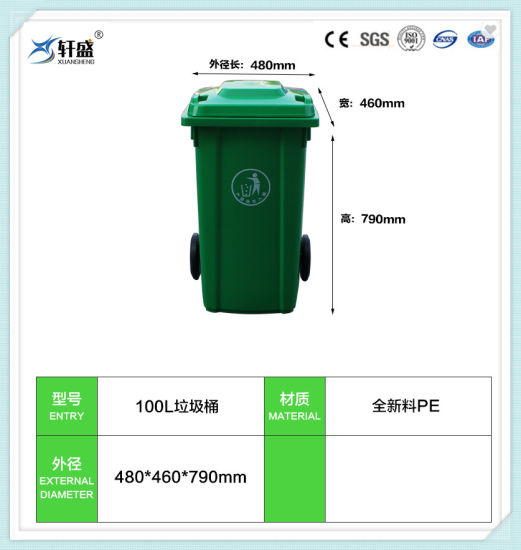 轩盛
XUANSHENG
CE SGS CNAS IAF
外径长: 480mm
宽: 460mm
高: 790mm
型号
ENTRY
100L垃圾桶
材质
MATERIAL
全新料PE
外径
EXTERNAL
DIAMETER
480*460*790mm